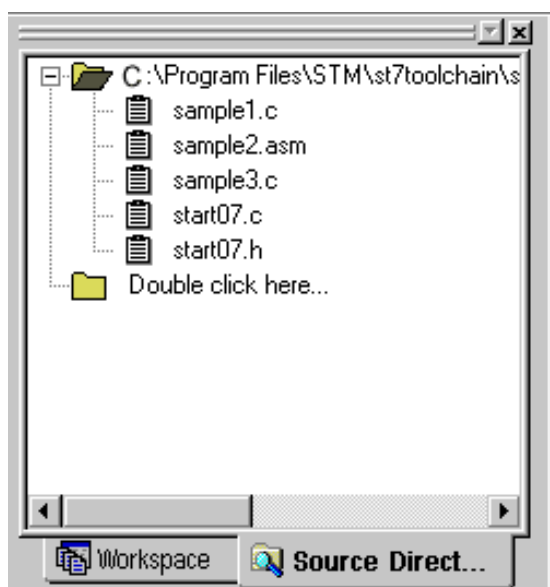 C:\Program Files\STM\st7toolchain\s
sample1.c
sample2.asm
sample3.c
start07.c
start07.h
Double click here...
Workspace
Source Direct...